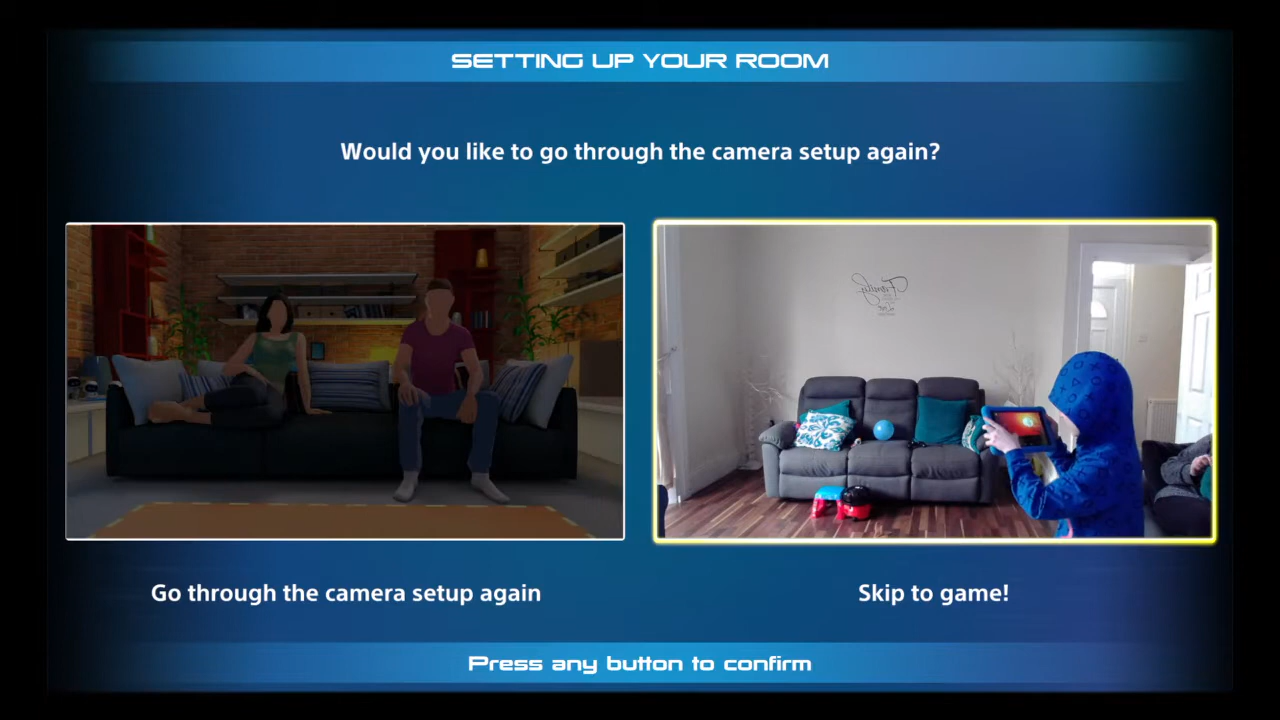 SETTING UP YOUR ROOM
Would you like to go through the camera setup again?
Family
Go through the camera setup again
Skip to game!
Press any button to confirm